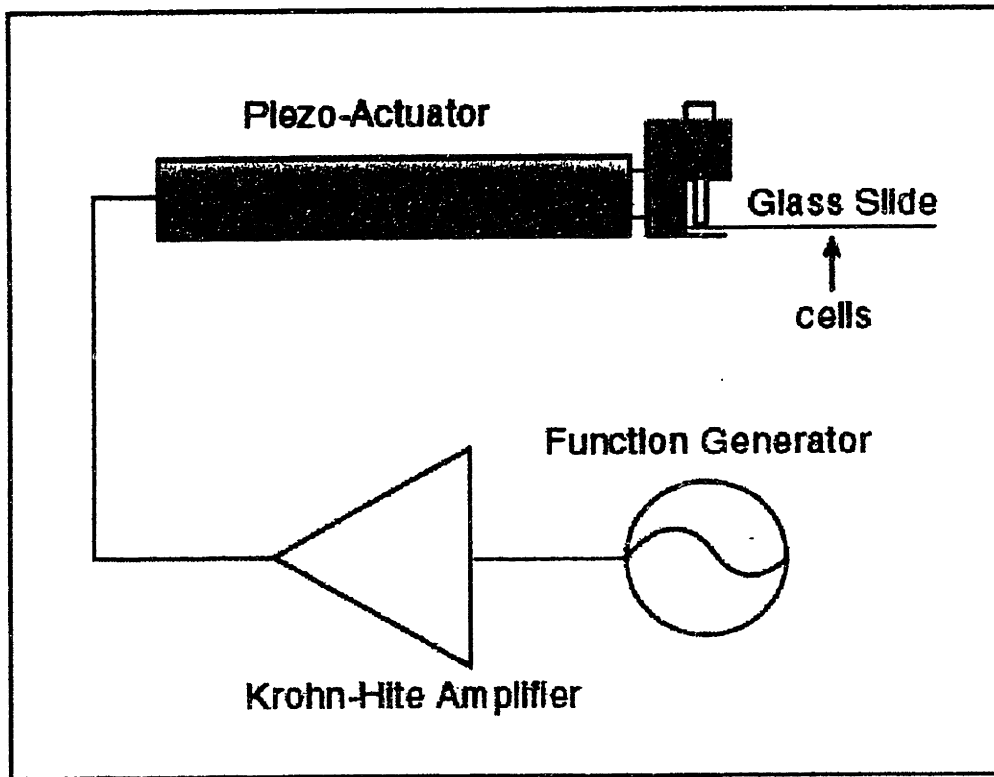 Piezo-Actuator
Glass Slide
cells
Function Generator
Krohn-Hite Amplifier